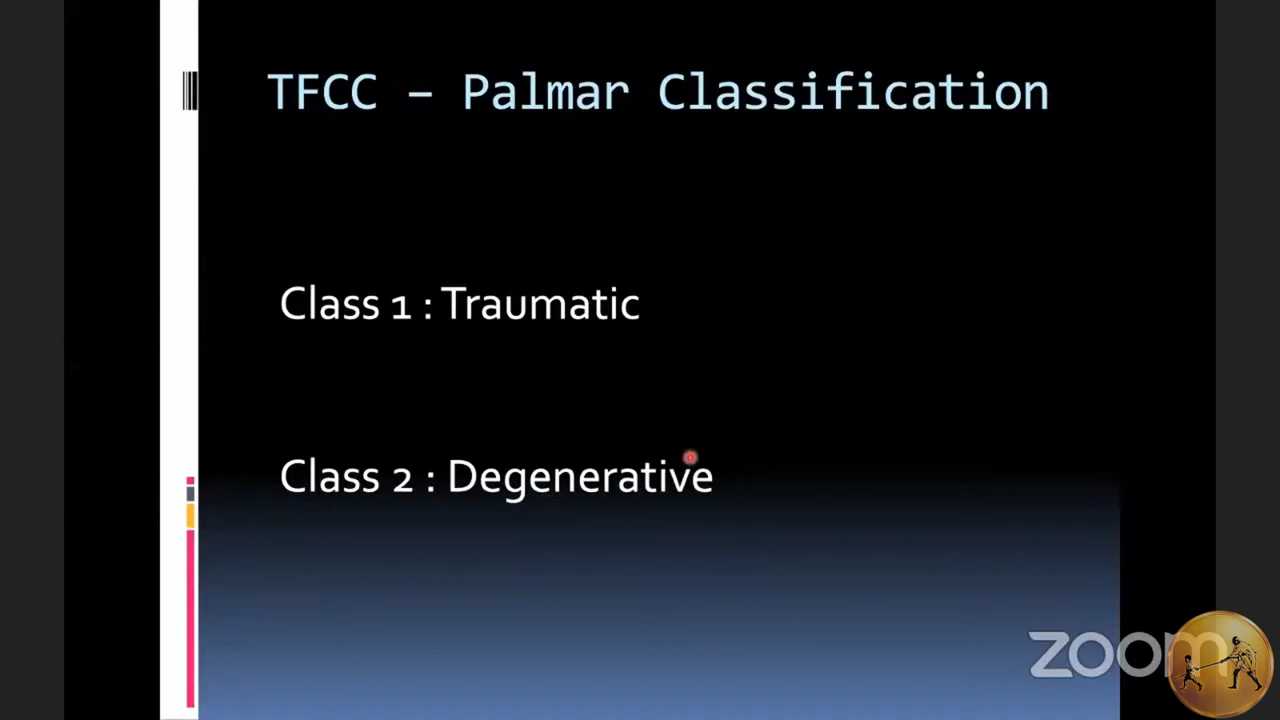 TFCC – Palmar Classification
Class 1 : Traumatic
Class 2 : Degenerative
zoom